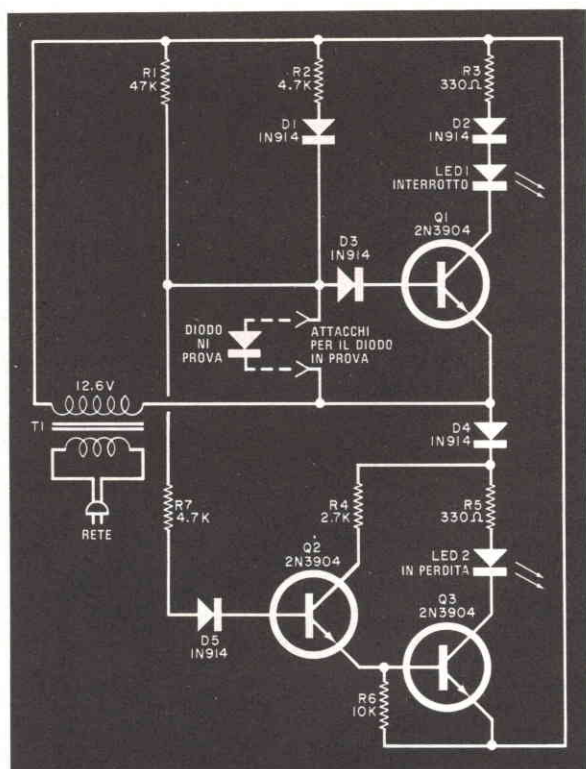 R1
47K
R2
4.7K
R3
330Ω
D1
1N914
D2
1N914
LED1
INTERROTTO
Q1
2N3904
D3
1N914
DIODO
NI
PROVA
ATTACCHI
PER IL DIODO
IN PROVA
12.6V
T1
RETE
D4
1N914
R7
4.7K
R4
2.7K
R5
330Ω
Q2
2N3904
LED 2
IN PERDITA
Q3
2N3904
D5
1N914
R6
10K